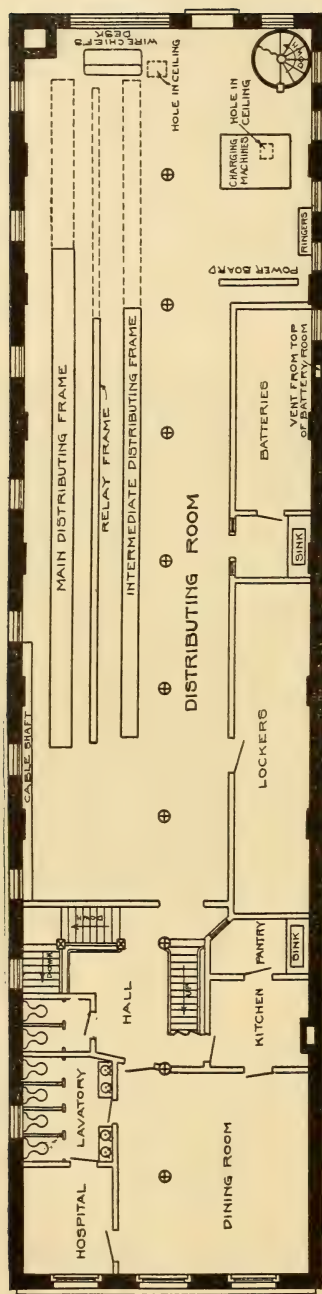 WIRE CHIEF'S
DESK
HOLE IN CEILING
DOWN
HOLE IN
CEILING
CHARGING
MACHINES
RINGERS
POWER BOARD
MAIN DISTRIBUTING FRAME
RELAY FRAME
INTERMEDIATE DISTRIBUTING FRAME
BATTERIES
VENT FROM TOP
OF BATTERY ROOM
SINK
DISTRIBUTING ROOM
CABLE SHAFT
LOCKERS
DOWN
DOWN
HALL
UP
PANTRY
SINK
KITCHEN
LAVATORY
HOSPITAL
DINING ROOM